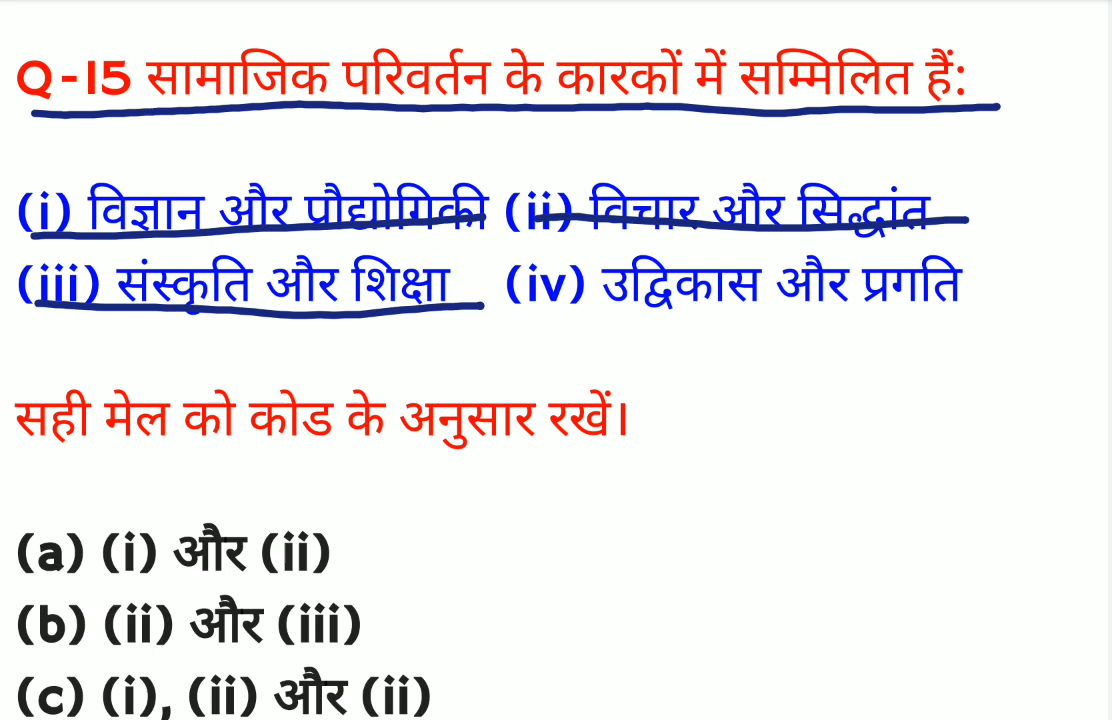 Q-15 सामाजिक परिवर्तन के कारकों में सम्मिलित हैं:
(i) विज्ञान और प्रौद्योगिकी (ii) विचार और सिद्धांत
(iii) संस्कृति और शिक्षा (iv) उद्विकास और प्रगति
सही मेल को कोड के अनुसार रखें।
(a) (i) और (ii)
(b) (ii) और (iii)
(c) (i), (ii) और (ii)